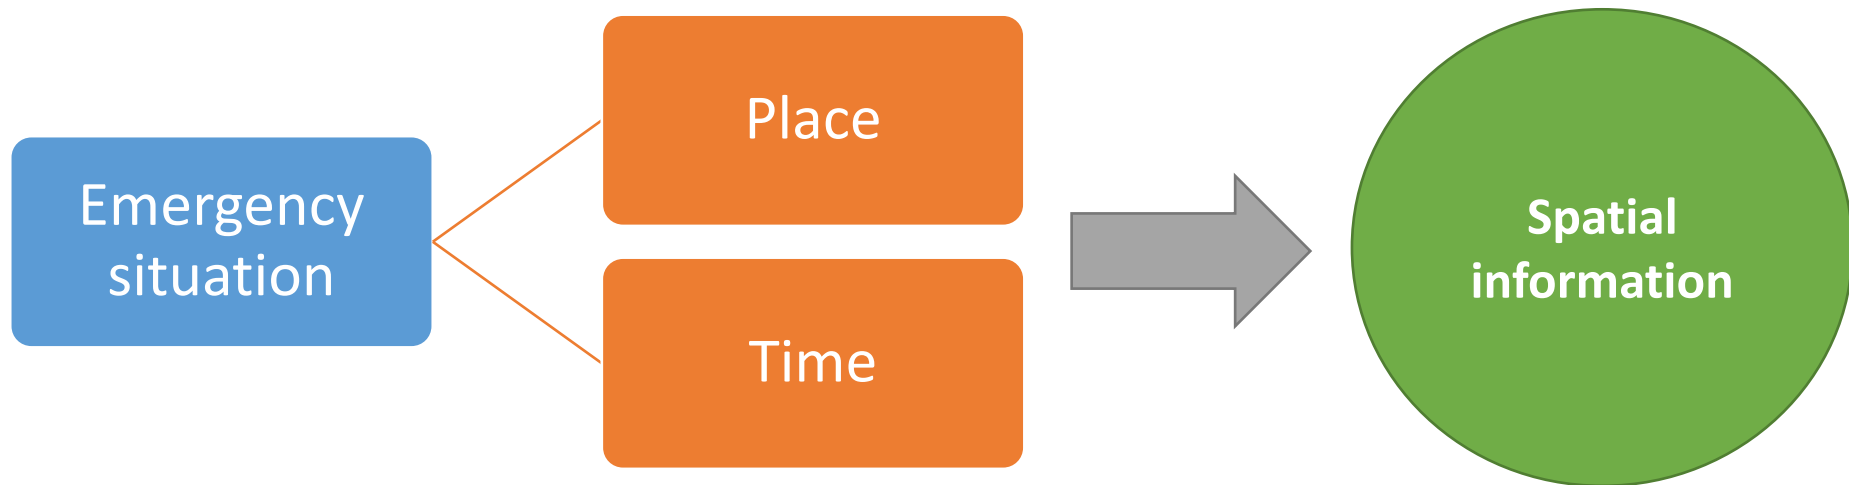 Emergency
situation
Place
Time
Spatial
information